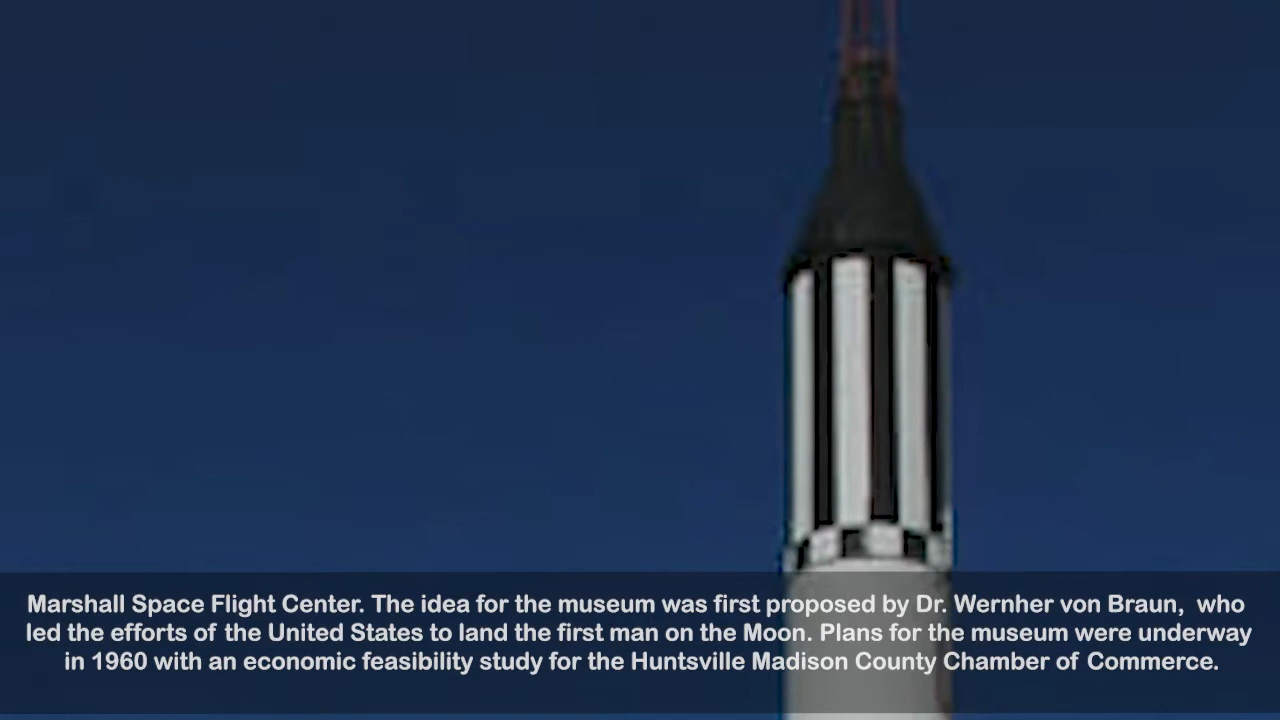 Marshall Space Flight Center. The idea for the museum was first proposed by Dr. Wernher von Braun,  who
led the efforts of the United States to land the first man on the Moon. Plans for the museum were underway
in 1960 with an economic feasibility study for the Huntsville Madison County Chamber of Commerce.